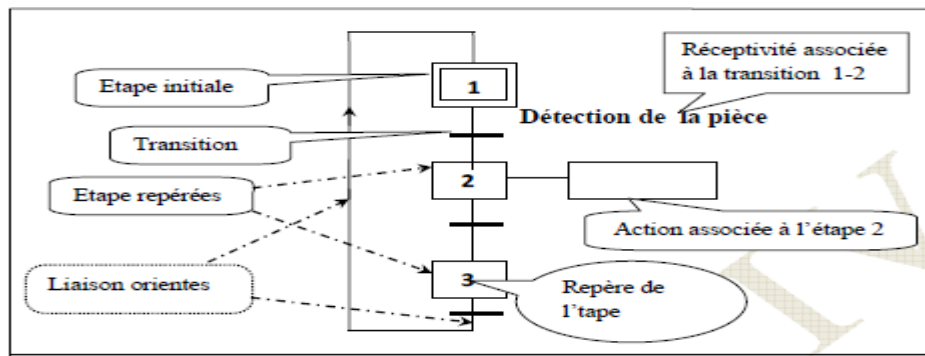 Réceptivité associée
à la transition 1-2
Etape initiale
1
Détection de la pièce
Transition
Etape repérées
2
Action associée à l'étape 2
Liaison orientes
3
Repère de
l'tape